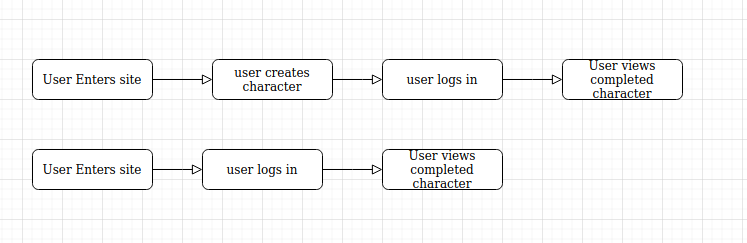 User Enters site
user creates
character
user logs in
User views
completed
character
User Enters site
user logs in
User views
completed
character